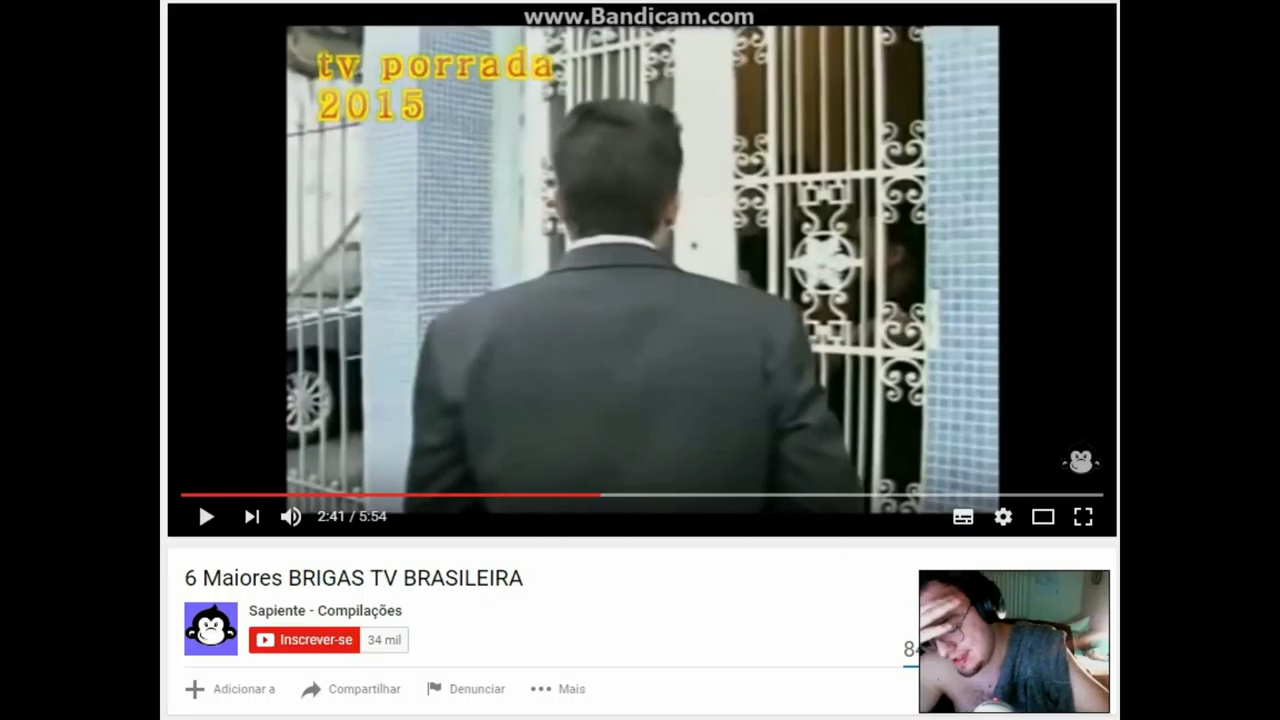 www.Bandicam.com
tv porrada
2015
2:41 / 5:54
6 Maiores BRIGAS TV BRASILEIRA
Sapiente - Compilações
Inscrever-se 34 mil
Adicionar a Compartilhar Denunciar Mais